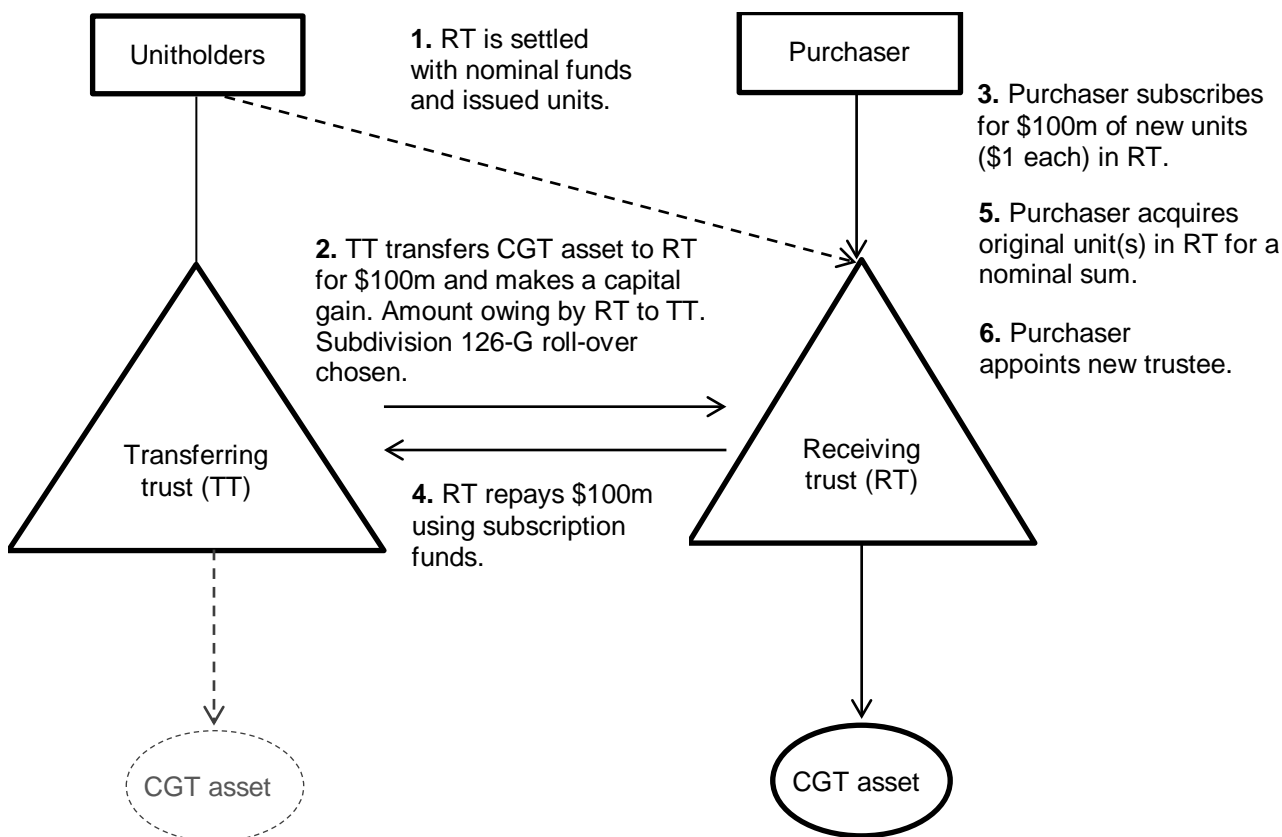 Unitholders
1. RT is settled
with nominal funds
and issued units.
Purchaser
3. Purchaser subscribes
for $100m of new units
($1 each) in RT.
5. Purchaser acquires
original unit(s) in RT for a
nominal sum.
6. Purchaser
appoints new trustee.
2. TT transfers CGT asset to RT
for $100m and makes a capital
gain. Amount owing by RT to TT.
Subdivision 126-G roll-over
chosen.
Transferring
trust (TT)
4. RT repays $100m
using subscription
funds.
Receiving
trust (RT)
CGT asset
CGT asset